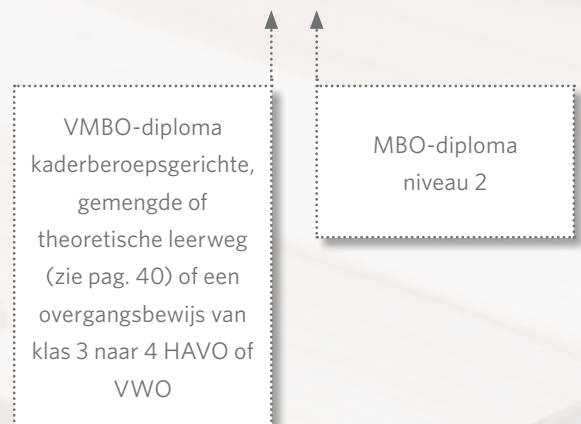 VMBO-diploma
kaderberoepsgerichte,
gemengde of
theoretische leerweg
(zie pag. 40) of een
overgangsbewijs van
klas 3 naar 4 HAVO of
VWO
MBO-diploma
niveau 2